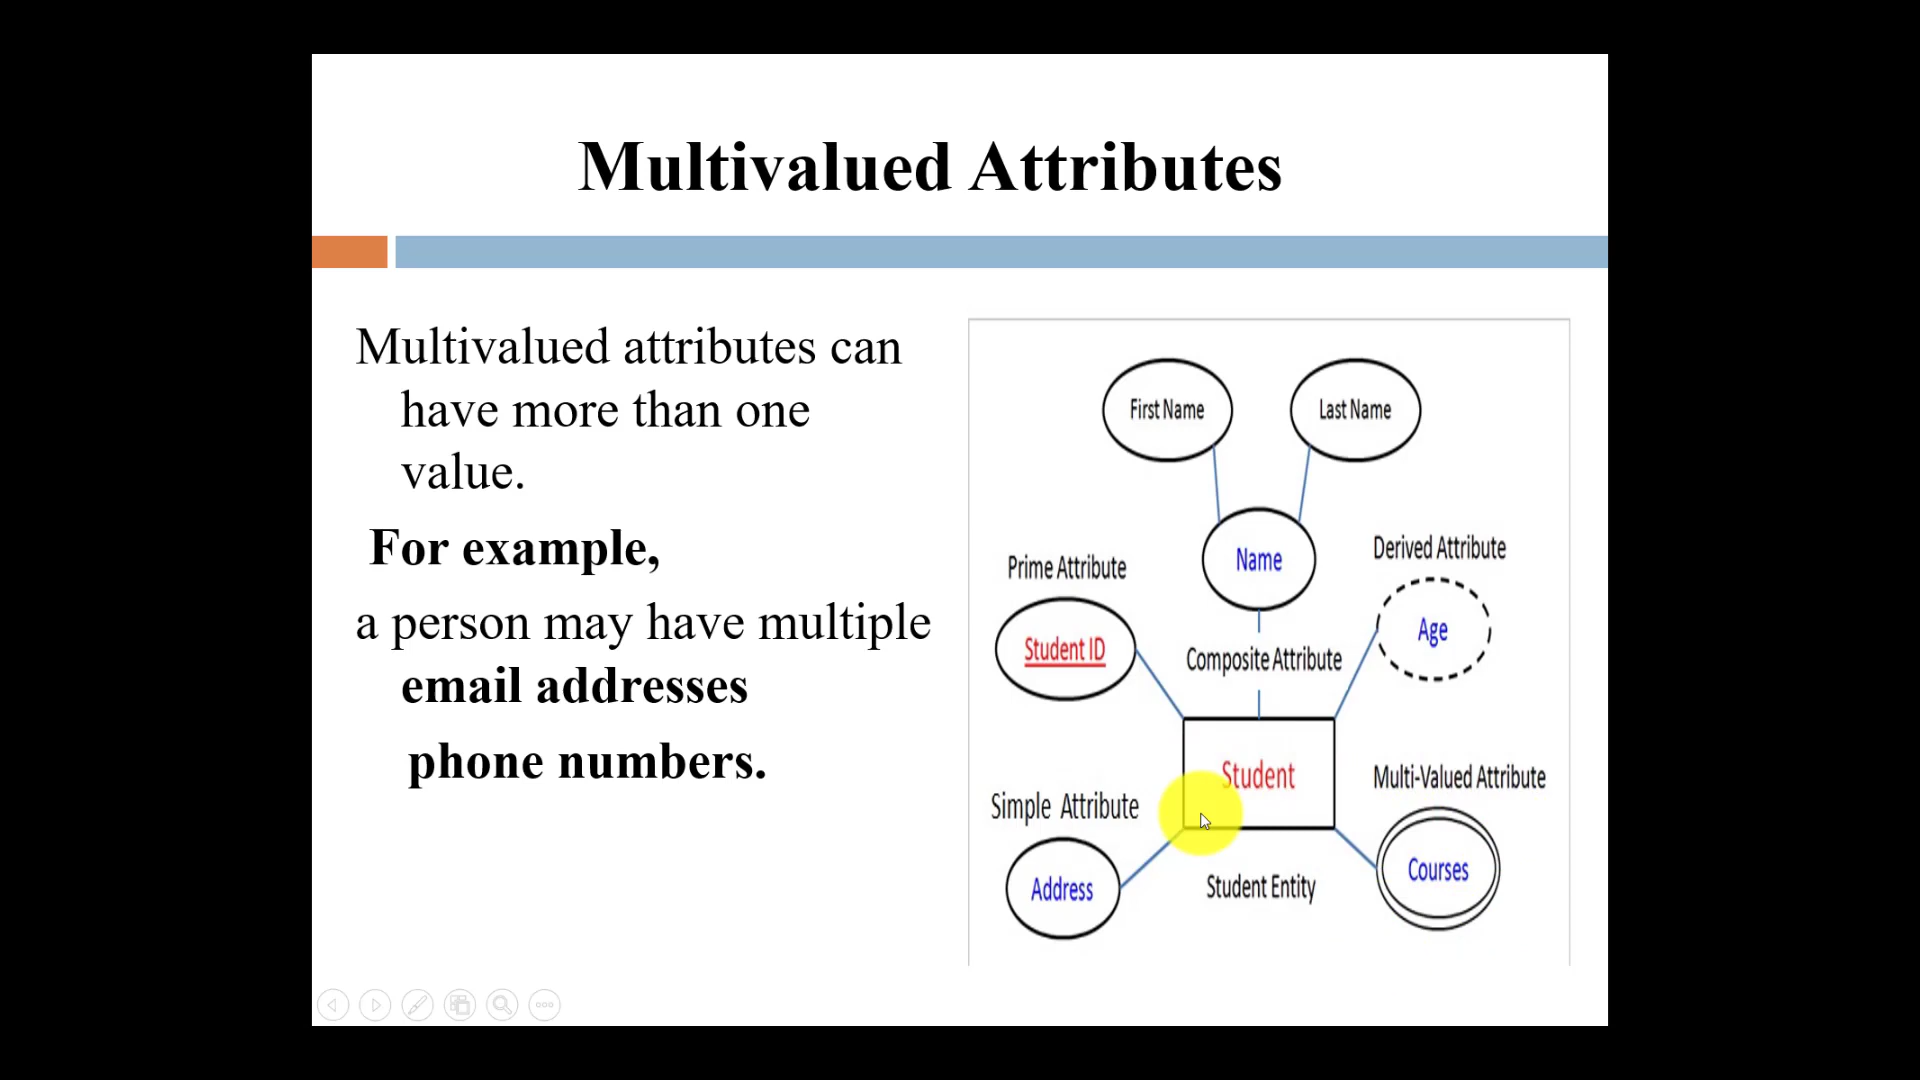 Multivalued Attributes
Multivalued attributes can
have more than one
value.
For example,
a person may have multiple
email addresses
phone numbers.
First Name
Last Name
Name
Derived Attribute
Prime Attribute
Age
Student ID
Composite Attribute
Student
Multi-Valued Attribute
Simple Attribute
Courses
Address
Student Entity